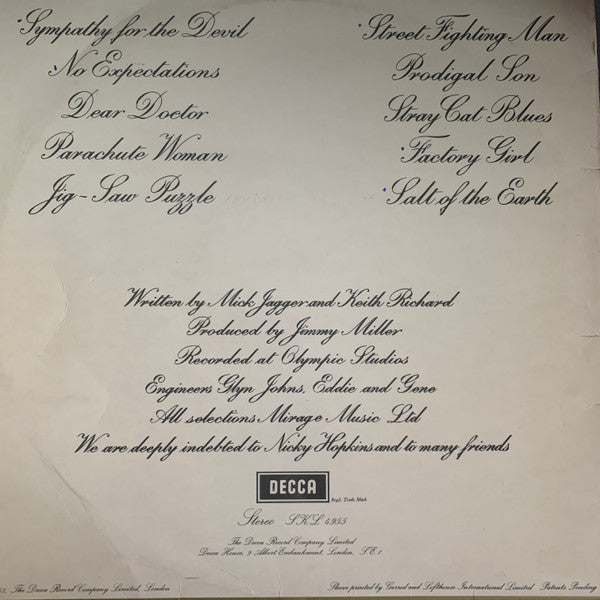 Sympathy for the Devil
No Expectations
Dear Doctor
Parachute Woman
Jig-Saw Puzzle
Street Fighting Man
Prodigal Son
Stray Cat Blues
Factory Girl
Salt of the Earth
Written by Mick Jagger and Keith Richard
Produced by Jimmy Miller
Recorded at Olympic Studios
Engineers Glyn Johns, Eddie and Gene
All selections Mirage Music Ltd
We are deeply indebted to Nicky Hopkins and to many friends
DECCA
Regd. Trade Mark
Stereo SKL 4955
The Decca Record Company Limited
Decca House, 9 Albert Embankment, London, S.E.1.
The Decca Record Company Limited, London
Sleeve printed by Garrod and Lofthouse International Limited Patents Pending